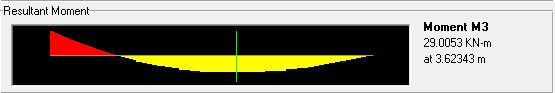 Resultant Moment
Moment M3
29.0053 KN-m
at 3.62343 m